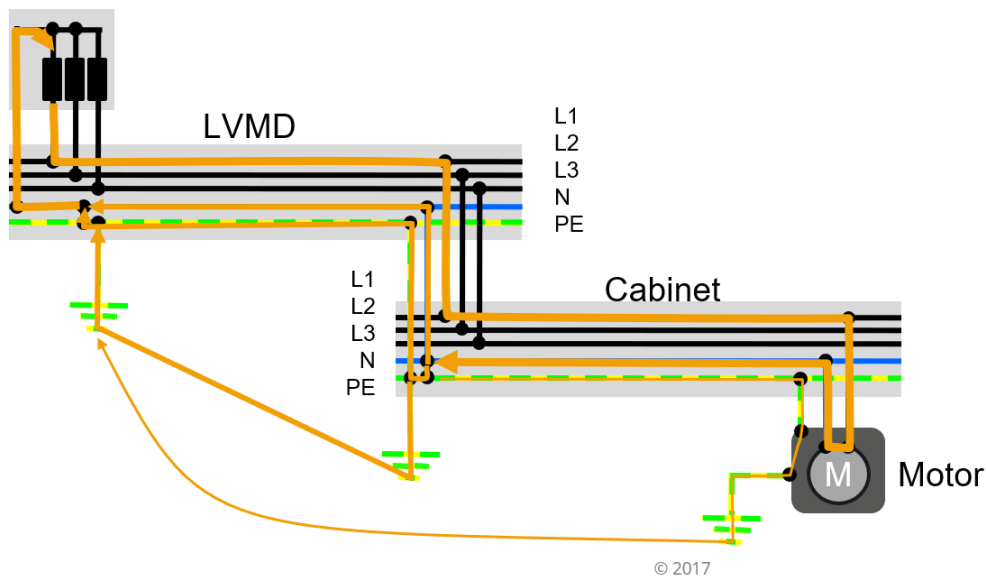 LVMD
L1
L2
L3
N
PE
L1
L2
L3
N
PE
Cabinet
M
Motor
© 2017